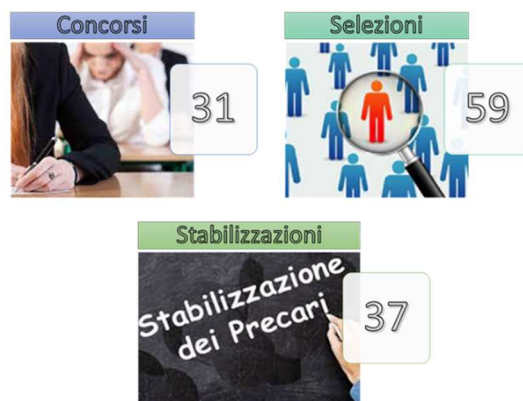 Concorsi
31
Selezioni
59
Stabilizzazioni
Stabilizzazione
dei Precari
37